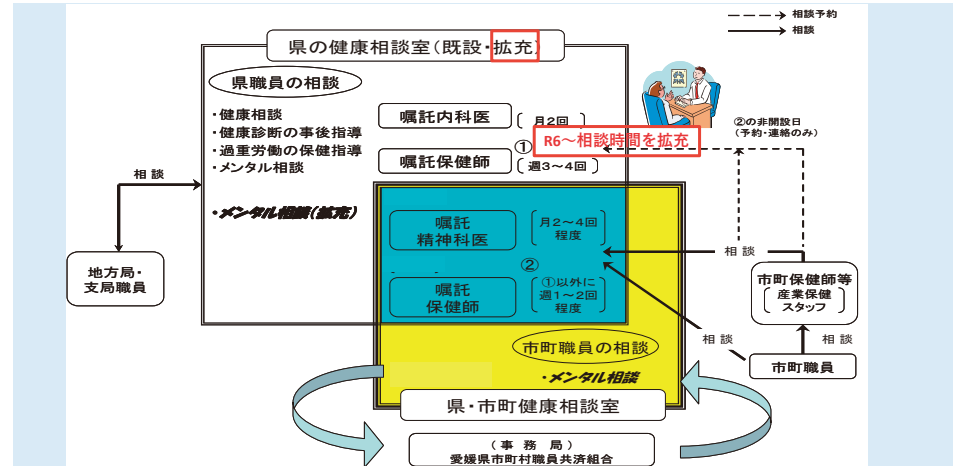 相談予約
相談
県の健康相談室(既設・拡充)
県職員の相談
・健康相談
・健康診断の事後指導
・過重労働の保健指導
・メンタル相談
・メンタル相談(拡充)
嘱託内科医
月2回
①
R6～相談時間を拡充
嘱託保健師
週3～4回
②の非開設日
(予約・連絡のみ)
相談
地方局・
支局職員
嘱託
精神科医
月2～4回
程度
②
嘱託
保健師
①以外に
週1～2回
程度
相談
市町保健師等
産業保健
スタッフ
相談
相談
市町職員
市町職員の相談
・メンタル相談
県・市町健康相談室
(事務局)
愛媛県市町村職員共済組合